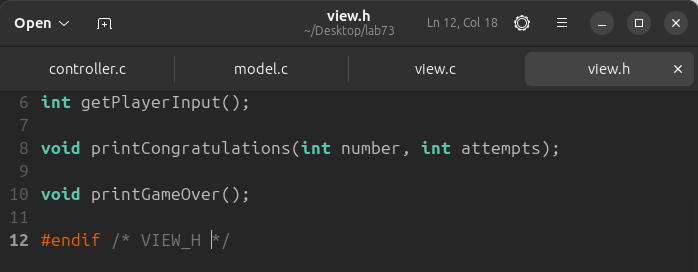 Open
view.h
~/Desktop/lab73
Ln 12, Col 18
controller.c
model.c
view.c
view.h
6 int getPlayerInput();
7
8 void printCongratulations(int number, int attempts);
9
10 void printGameOver();
11
12 #endif /* VIEW_H */